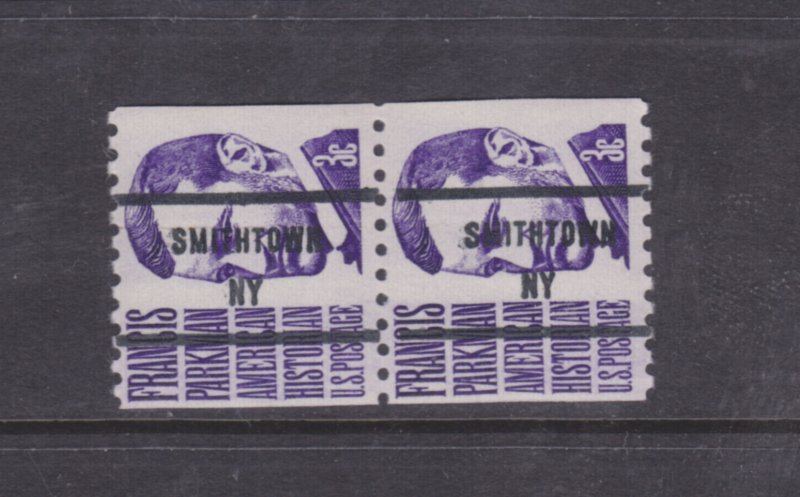 3c
SMITHTOWN
NY
FRANCIS
PARKMAN
AMERICAN
HISTORIAN
U.S. POSTAGE
3c
SMITHTOWN
NY
FRANCIS
PARKMAN
AMERICAN
HISTORIAN
U.S. POSTAGE